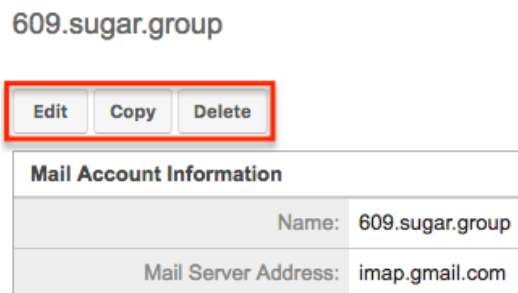 609.sugar.group
Edit Copy Delete
Mail Account Information
Name: 609.sugar.group
Mail Server Address: imap.gmail.com